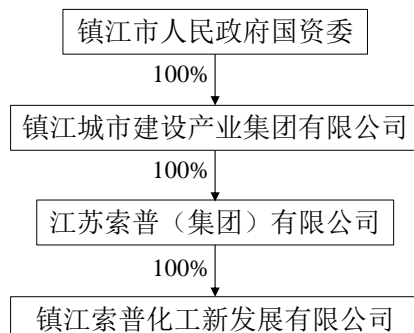 镇江市人民政府国资委
100%
镇江城市建设产业集团有限公司
100%
江苏索普（集团）有限公司
100%
镇江索普化工新发展有限公司